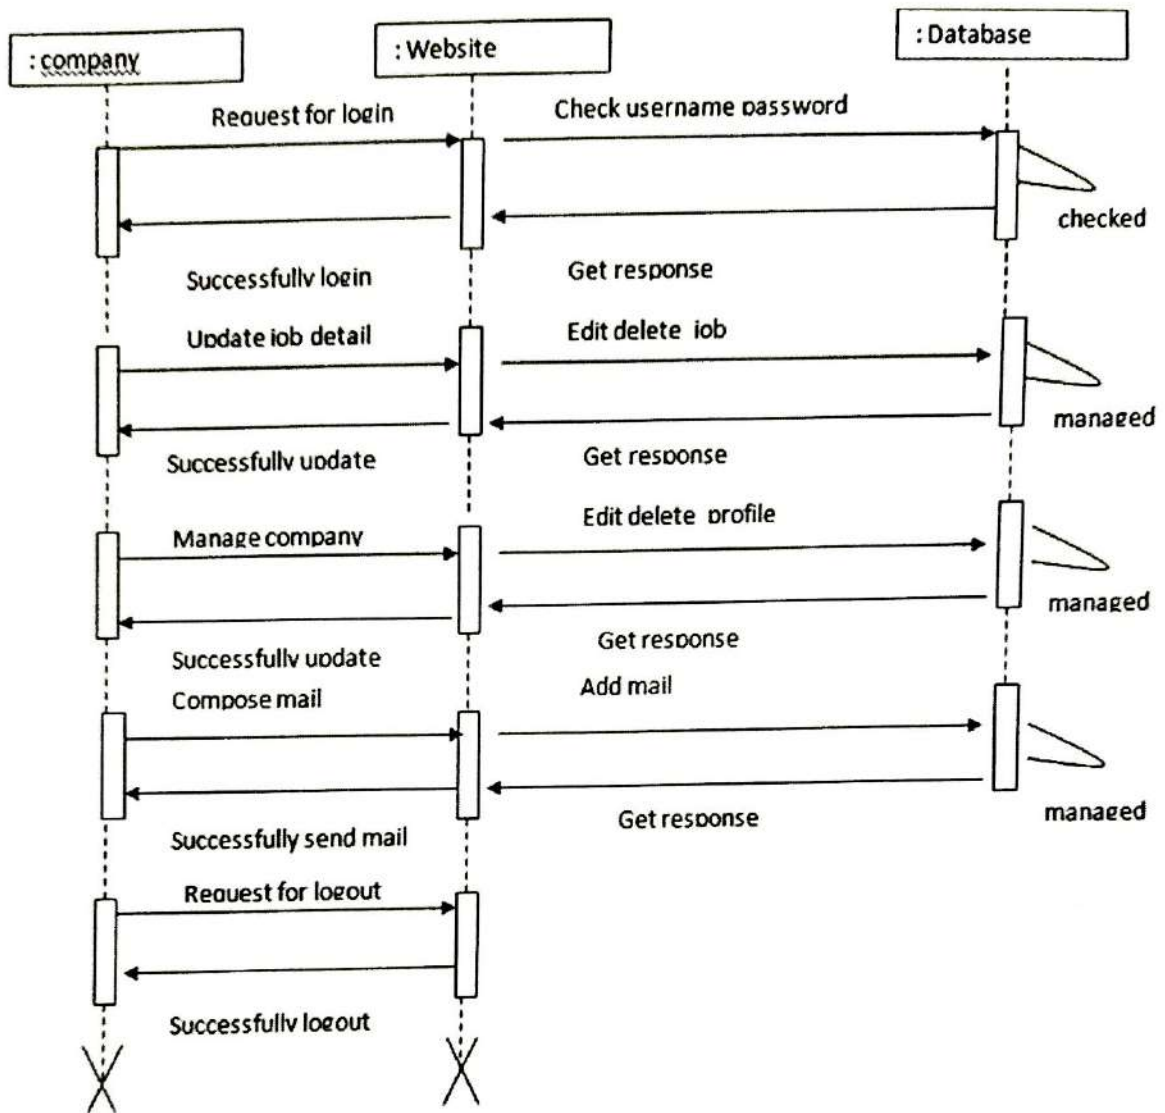 : company
: Website
: Database
Request for login
Check username password
checked
Successfully login
Get response
Update job detail
Edit delete job
managed
Successfully update
Get response
Manage company
Edit delete profile
managed
Successfully update
Get response
Compose mail
Add mail
managed
Successfully send mail
Get response
Request for logout
Successfully logout